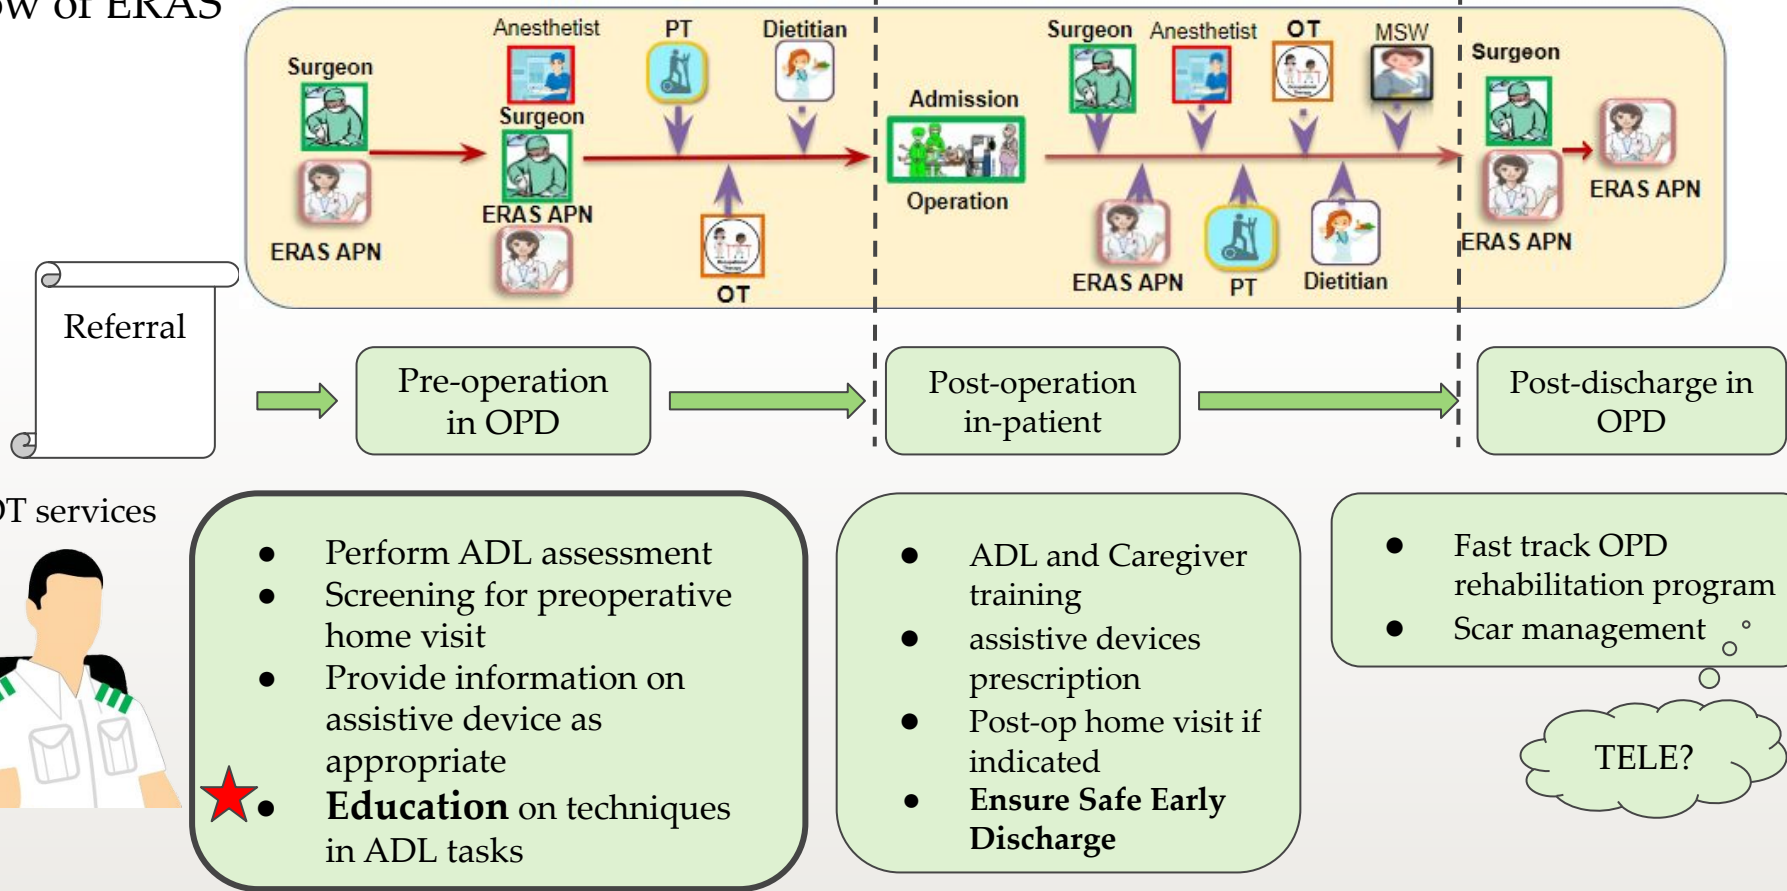 ow of ERAS
Surgeon
ERAS APN
Anesthetist
Surgeon
ERAS APN
PT
Dietitian
OT
Admission
Operation
Surgeon
Anesthetist
OT
MSW
ERAS APN
PT
Dietitian
Surgeon
ERAS APN
ERAS APN
Referral
Pre-operation
in OPD
Post-operation
in-patient
Post-discharge in
OPD
OT services
● Perform ADL assessment
● Screening for preoperative
home visit
● Provide information on
assistive device as
appropriate
● Education on techniques
in ADL tasks
● ADL and Caregiver
training
● assistive devices
prescription
● Post-op home visit if
indicated
● Ensure Safe Early
Discharge
● Fast track OPD
rehabilitation program
● Scar management
TELE?